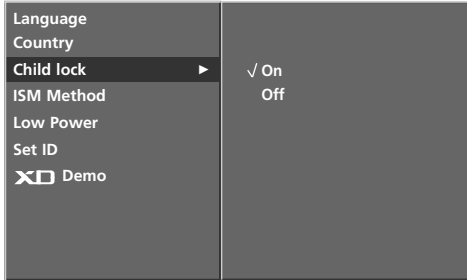 Language
Country
Child lock ►
√ On
ISM Method
Off
Low Power
Set ID
XD Demo